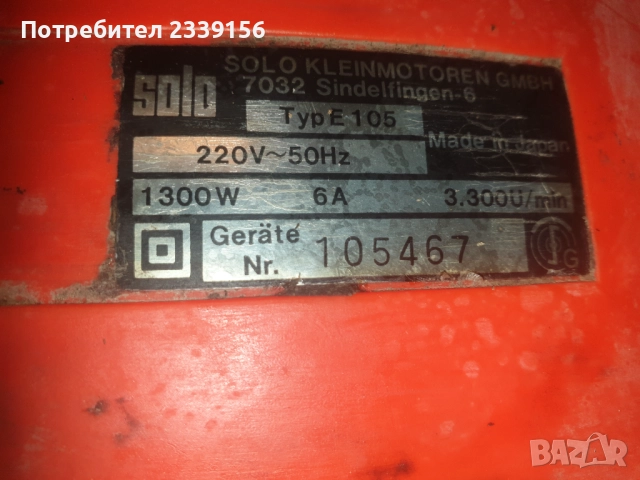 Потребител 2339156
SOLO KLEINMOTOREN GMBH
7032 Sindelfingen-6
solo
Typ E 105
Made in Japan
220V~50Hz
1300W 6A 3.300U/min
Geräte Nr. 105467
S G
BAZAR